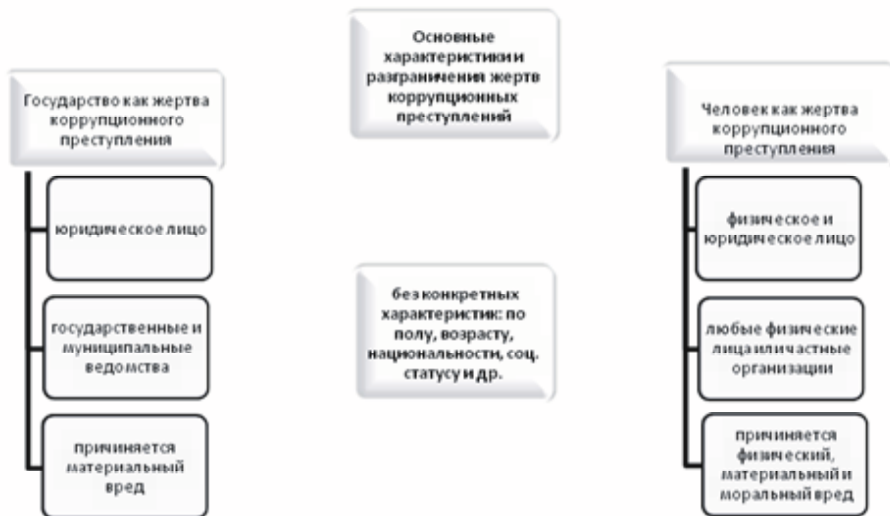 Основные
характеристики и
разграничения жертв
коррупционных
преступлений
Государство как жертва
коррупционного
преступления
юридическое лицо
государственные и
муниципальные
ведомства
причиняется
материальный
вред
без конкретных
характеристик: по
полу, возрасту,
национальности, соц.
статусу и др.
Человек как жертва
коррупционного
преступления
физическое и
юридическое лицо
любые физические
лица или частные
организации
причиняется
физический,
материальный и
моральный вред